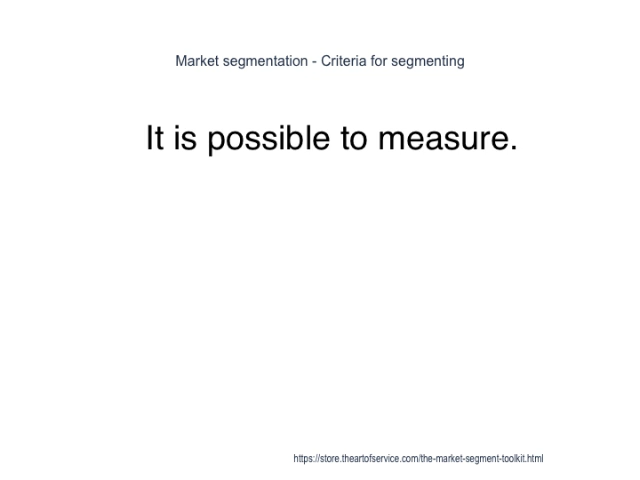 Market segmentation - Criteria for segmenting
It is possible to measure.
https://store.theartofservice.com/the-market-segment-toolkit.html